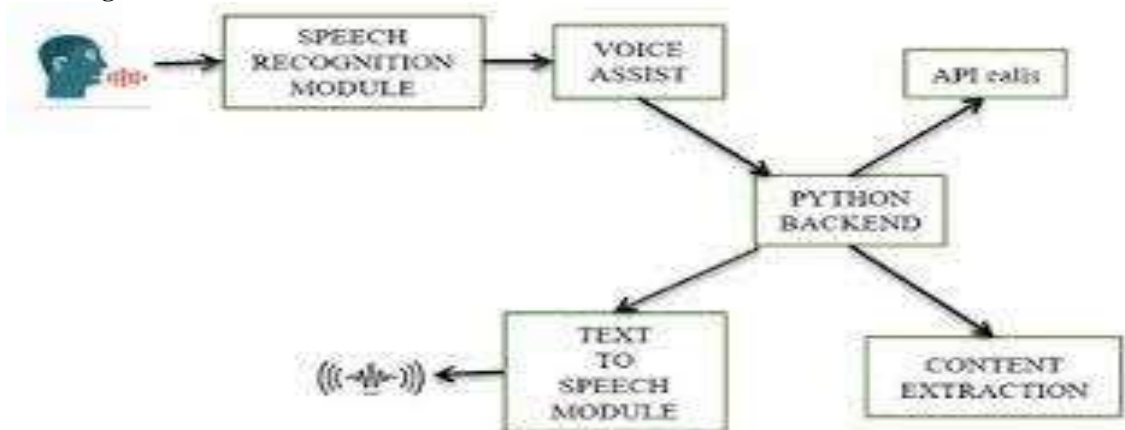 SPEECH
RECOGNITION
MODULE
VOICE
ASSIST
API calls
PYTHON
BACKEND
TEXT
TO
SPEECH
MODULE
CONTENT
EXTRACTION